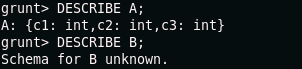 grunt> DESCRIBE A;
A: {c1: int,c2: int,c3: int}
grunt> DESCRIBE B;
Schema for B unknown.